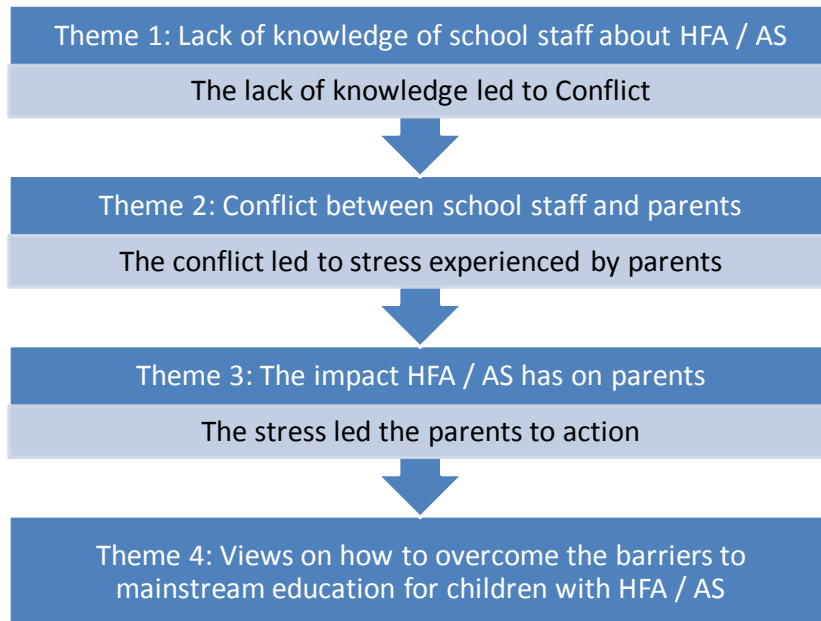 Theme 1: Lack of knowledge of school staff about HFA / AS
The lack of knowledge led to Conflict
Theme 2: Conflict between school staff and parents
The conflict led to stress experienced by parents
Theme 3: The impact HFA / AS has on parents
The stress led the parents to action
Theme 4: Views on how to overcome the barriers to
mainstream education for children with HFA / AS